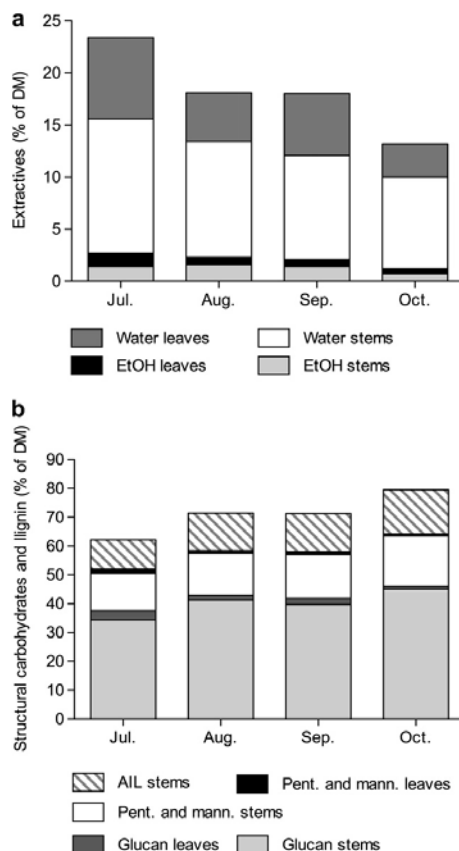 a
Extractives (% of DM)
25
20
15
10
5
0
Jul. Aug. Sep. Oct.
Water leaves Water stems
EtOH leaves EtOH stems
b
Structural carbohydrates and llignin (% of DM)
90
80
70
60
50
40
30
20
10
0
Jul. Aug. Sep. Oct.
AIL stems Pent. and mann. leaves
Pent. and mann. stems
Glucan leaves Glucan stems